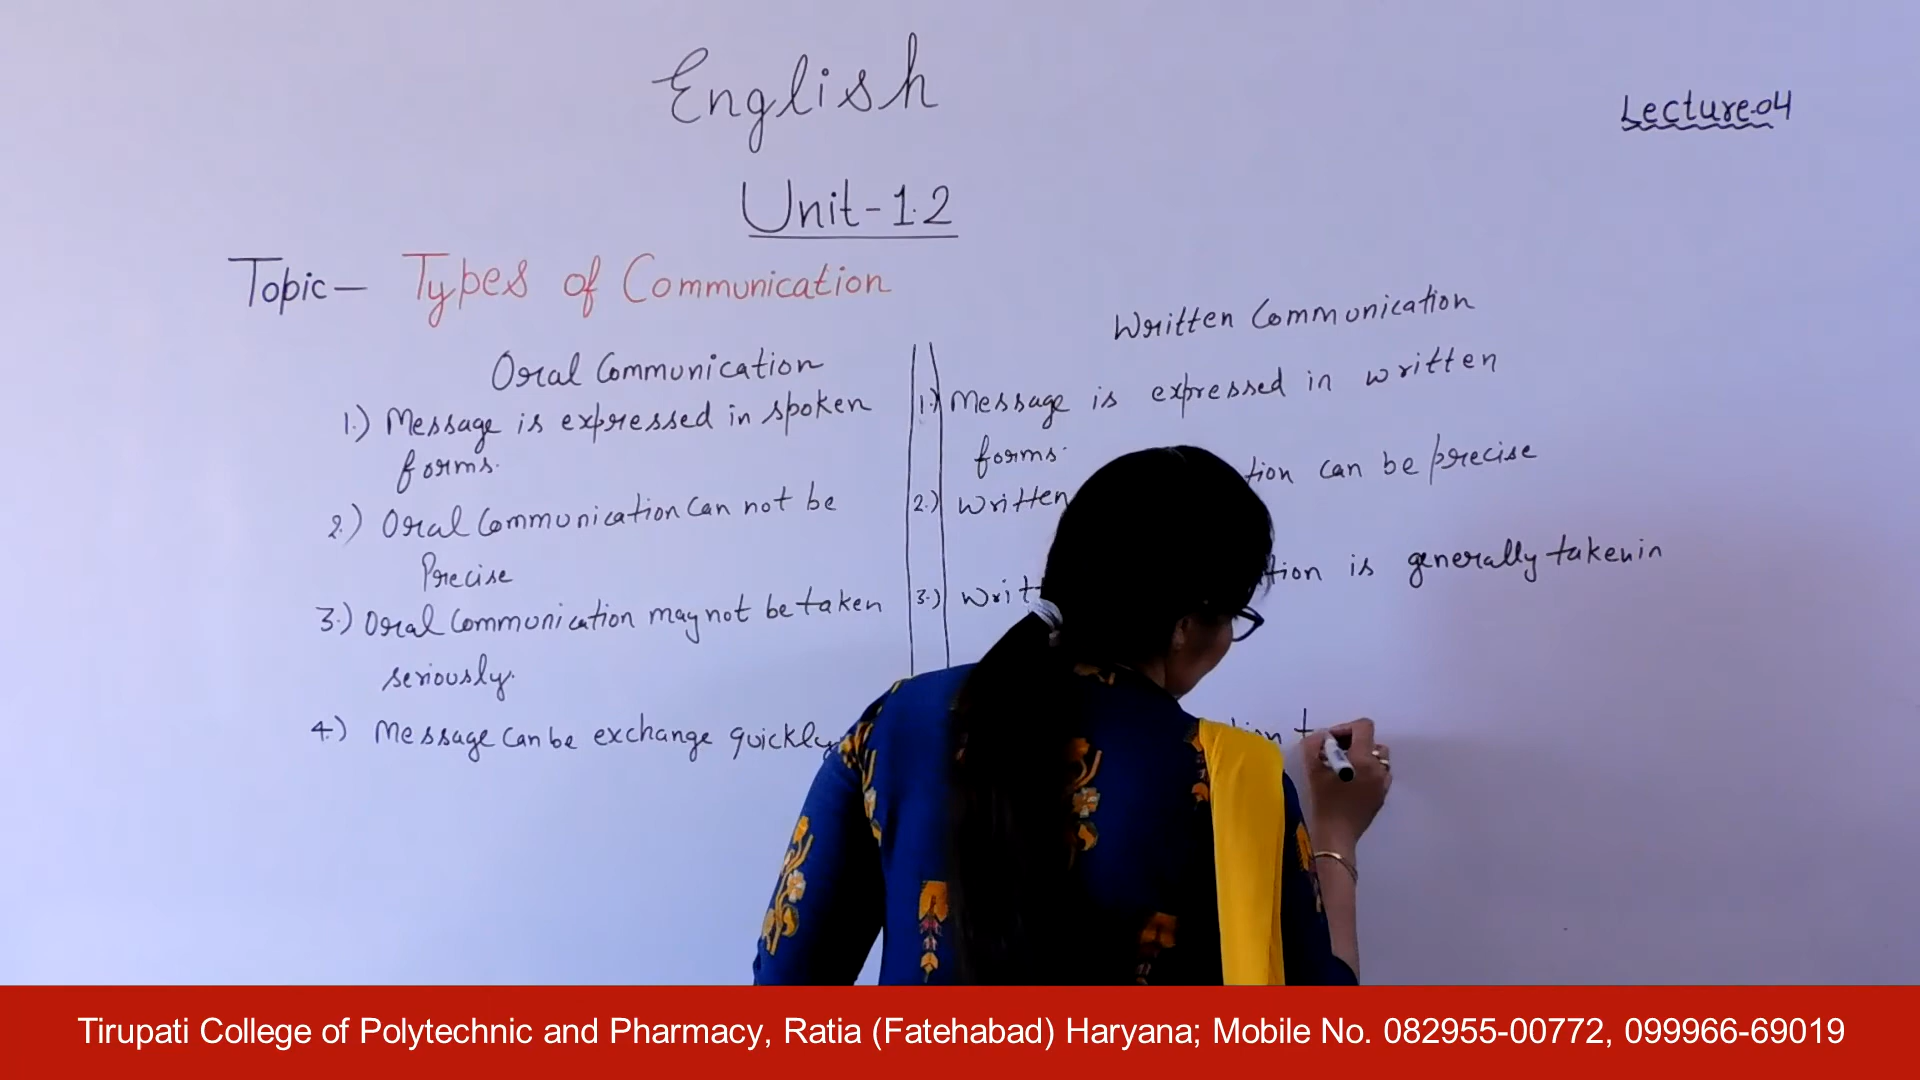 English
Lecture-04
Unit-1.2
Topic— Types of Communication
Oral Communication
1.) Message is expressed in spoken
forms.
2.) Oral Communication Can not be
Precise
3.) Oral Communication may not be taken
seriously.
4.) Message Can be exchange quickly
Written Communication
1.) Message is expressed in written
forms.
2.) Written tion can be precise
3.) Writt tion is generally taken in
ion t
Tirupati College of Polytechnic and Pharmacy, Ratia (Fatehabad) Haryana; Mobile No. 082955-00772, 099966-69019